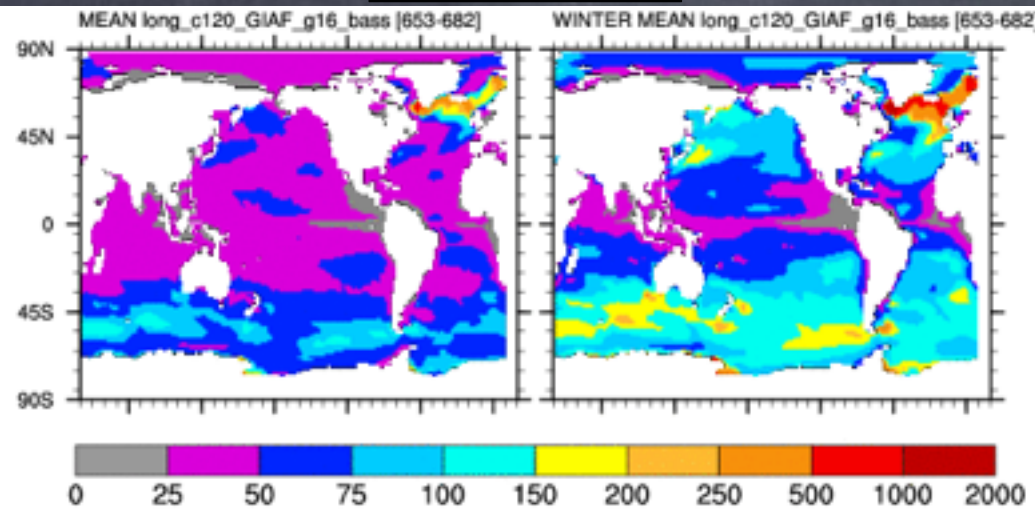 MEAN long_c120_GIAF_g16_bass [653-682]
WINTER MEAN long_c120_GIAF_g16_bass [653-682
90N
45N
0
45S
90S
0 25 50 75 100 150 200 250 500 1000 2000